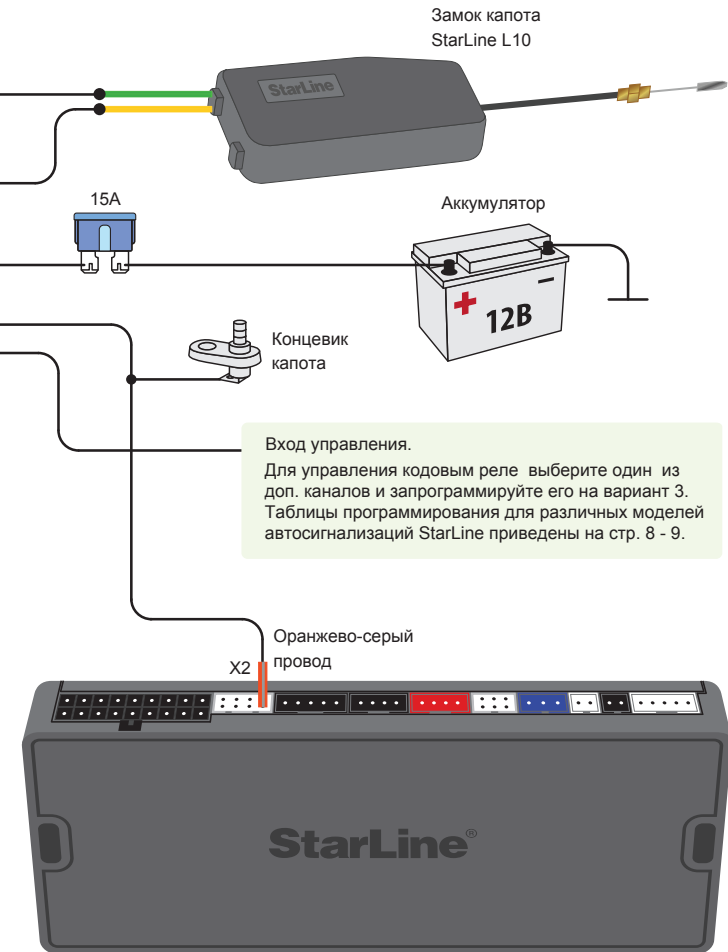 Замок капота
StarLine L10
StarLine
15А
Аккумулятор
12В
Концевик
капота
Вход управления.
Для управления кодовым реле выберите один из
доп. каналов и запрограммируйте его на вариант 3.
Таблицы программирования для различных моделей
автосигнализаций StarLine приведены на стр. 8 - 9.
Оранжево-серый
провод
X2
StarLine®